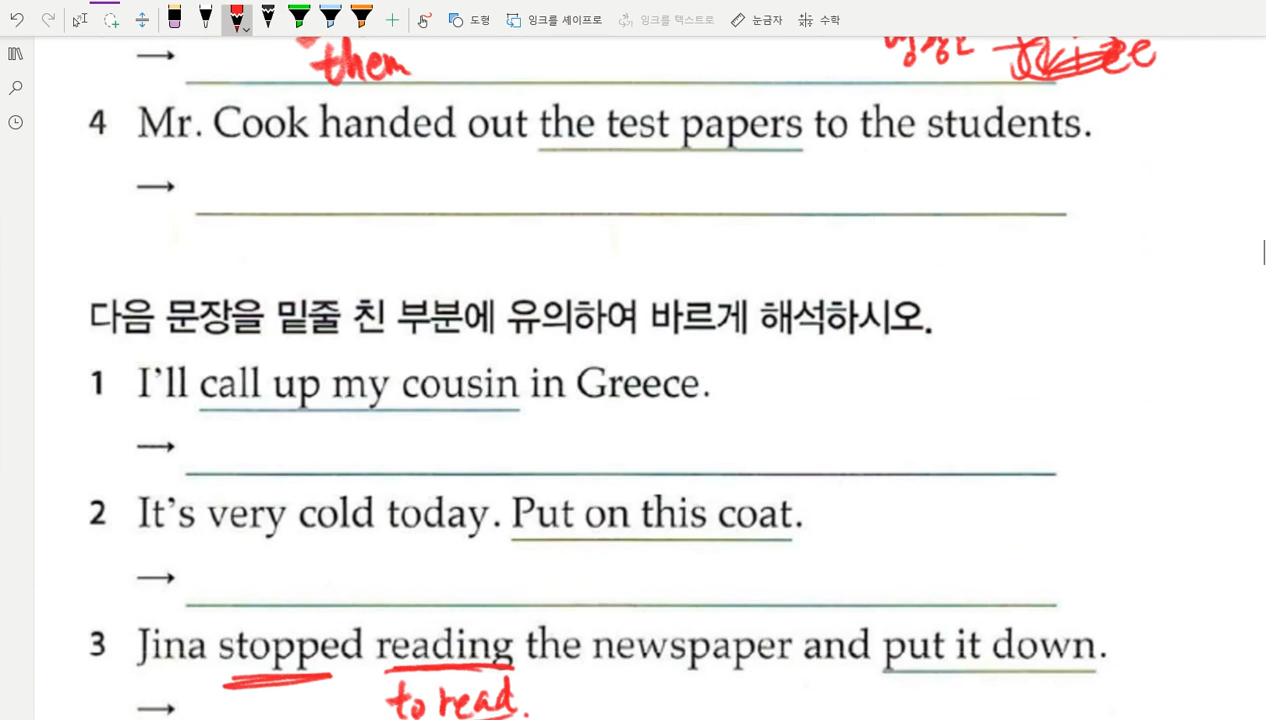 도형 잉크를 셰이프로 잉크를 텍스트로 눈금자 수학
→ them
4 Mr. Cook handed out the test papers to the students.
→
다음 문장을 밑줄 친 부분에 유의하여 바르게 해석하시오.
1 I'll call up my cousin in Greece.
→
2 It's very cold today. Put on this coat.
→
3 Jina stopped reading the newspaper and put it down.
→ to read.